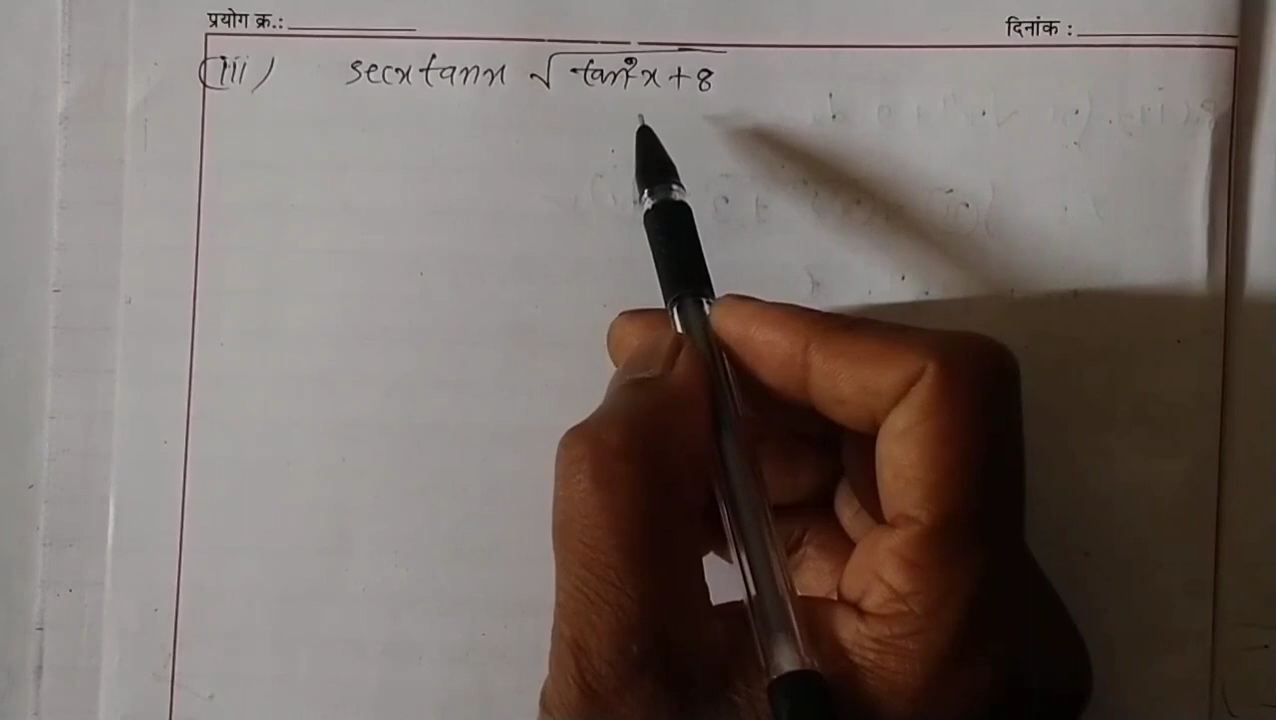 प्रयोग क्र.: दिनांक :
(iii) secx tanx √tan²x + 8